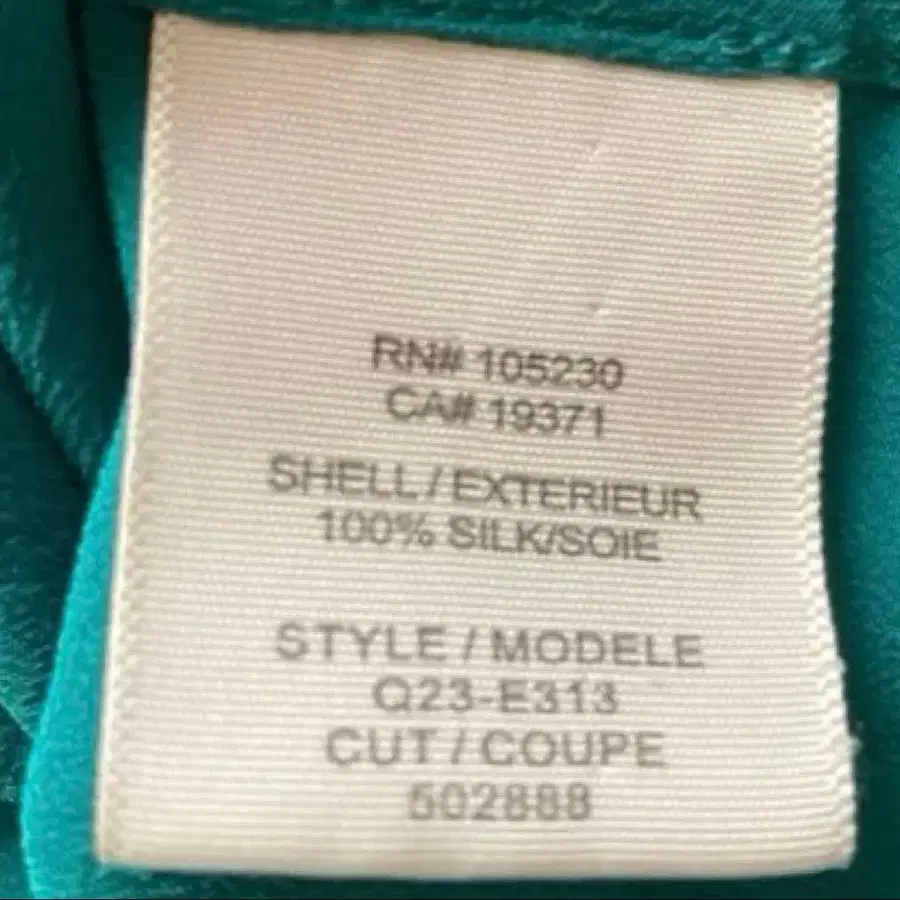 RN# 105230
CA# 19371
SHELL / EXTERIEUR
100% SILK/SOIE
STYLE / MODELE
Q23-E313
CUT / COUPE
502888